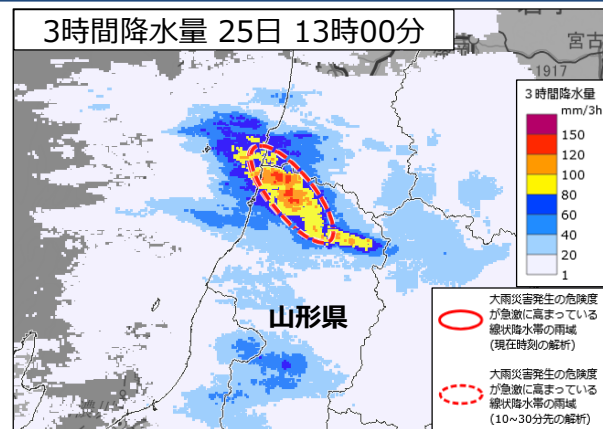 3時間降水量 25日 13時00分
宮古
1917
3時間降水量
mm/3h
150
120
100
80
60
40
20
1
山形県
大雨災害発生の危険度
が急激に高まっている
線状降水帯の雨域
(現在時刻の解析)
大雨災害発生の危険度
が急激に高まっている
線状降水帯の雨域
(10~30分先の解析)